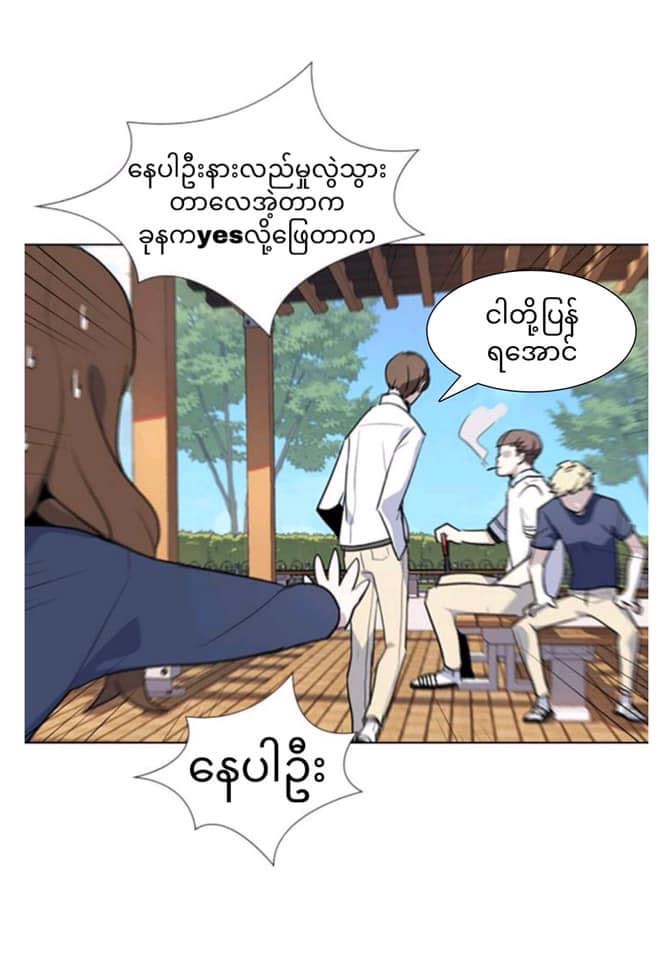 နေပါဦးနားလည်မှုလွဲသွား
တာလေအဲ့တာက
ခုနကyesလို့ဖြေတာက
ငါတို့ပြန်
ရအောင်
နေပါဦး